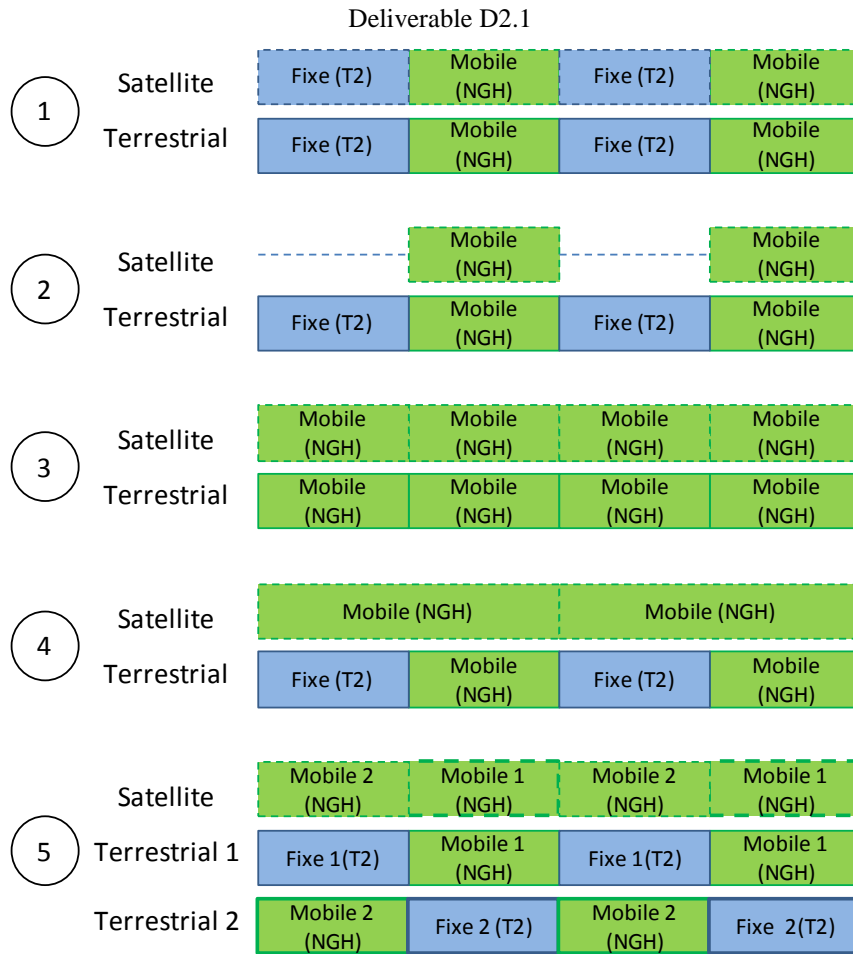 Deliverable D2.1
1
Satellite
Fixe (T2)
Mobile
(NGH)
Fixe (T2)
Mobile
(NGH)
Terrestrial
Fixe (T2)
Mobile
(NGH)
Fixe (T2)
Mobile
(NGH)
2
Satellite
Mobile
(NGH)
Mobile
(NGH)
Terrestrial
Fixe (T2)
Mobile
(NGH)
Fixe (T2)
Mobile
(NGH)
3
Satellite
Mobile
(NGH)
Mobile
(NGH)
Mobile
(NGH)
Mobile
(NGH)
Terrestrial
Mobile
(NGH)
Mobile
(NGH)
Mobile
(NGH)
Mobile
(NGH)
4
Satellite
Mobile (NGH)
Mobile (NGH)
Terrestrial
Fixe (T2)
Mobile
(NGH)
Fixe (T2)
Mobile
(NGH)
5
Satellite
Mobile 2
(NGH)
Mobile 1
(NGH)
Mobile 2
(NGH)
Mobile 1
(NGH)
Terrestrial 1
Fixe 1(T2)
Mobile 1
(NGH)
Fixe 1(T2)
Mobile 1
(NGH)
Terrestrial 2
Mobile 2
(NGH)
Fixe 2 (T2)
Mobile 2
(NGH)
Fixe 2(T2)